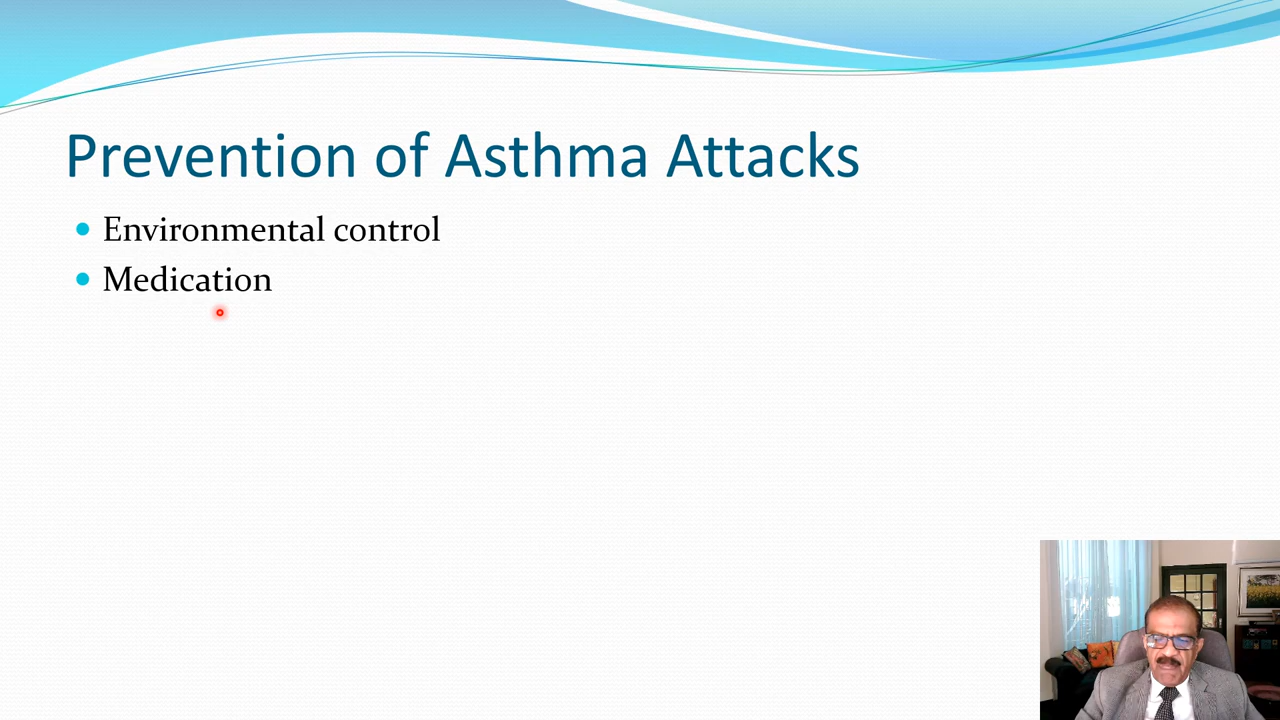 Prevention of Asthma Attacks
Environmental control
Medication